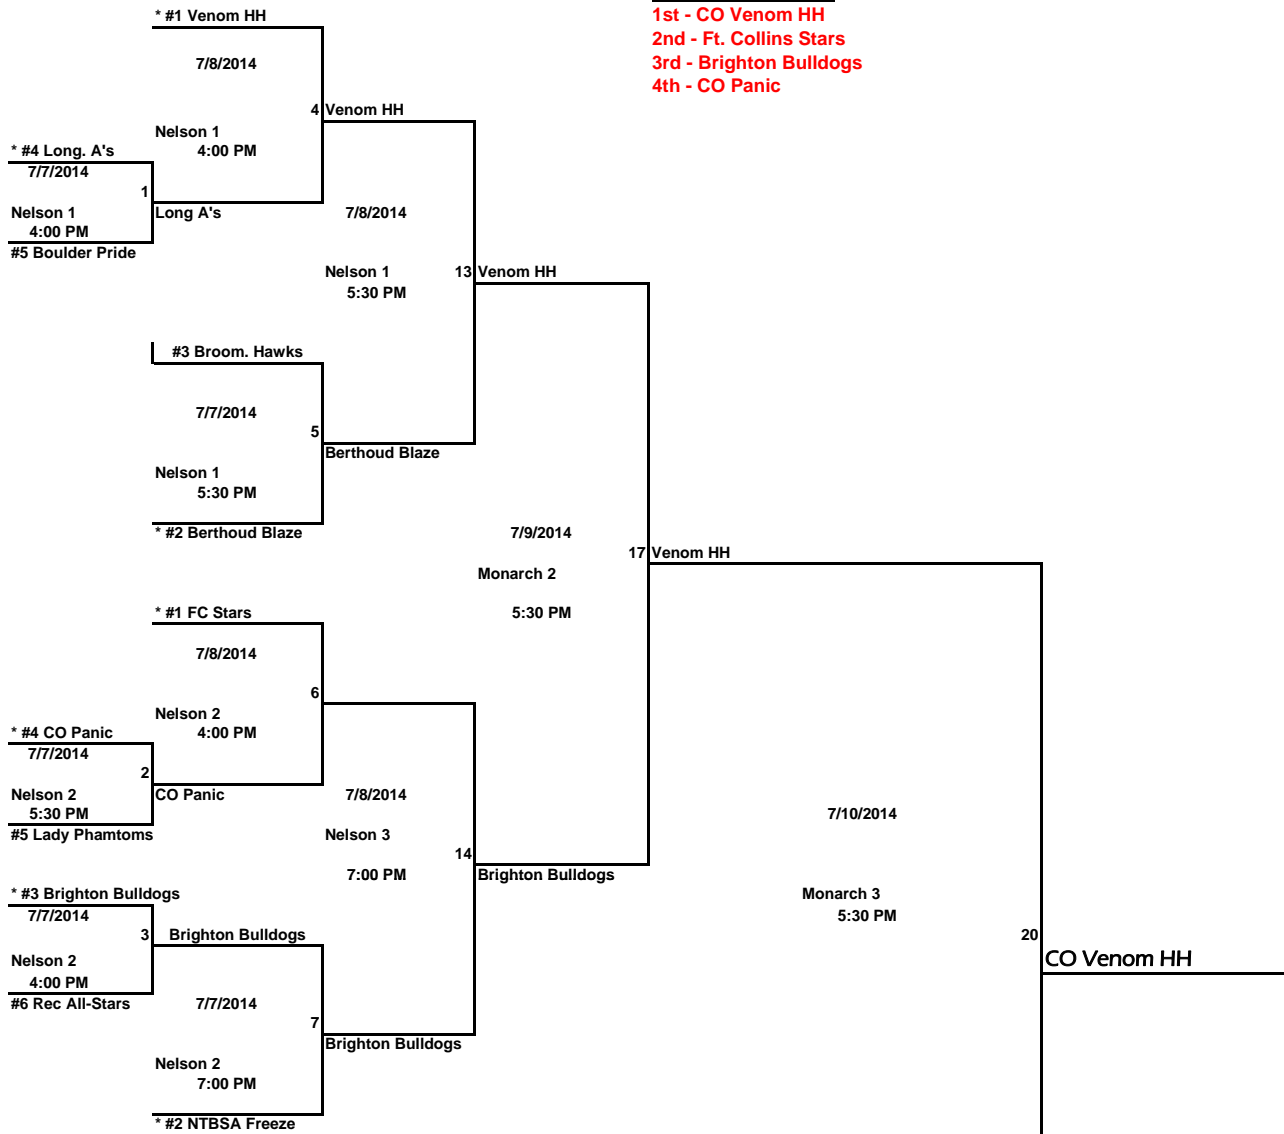 * #1 Venom HH
1st - CO Venom HH
2nd - Ft. Collins Stars
3rd - Brighton Bulldogs
4th - CO Panic
7/8/2014
4 Venom HH
Nelson 1
4:00 PM
* #4 Long. A's
7/7/2014
1
Nelson 1
4:00 PM
#5 Boulder Pride
Long A's
7/8/2014
Nelson 1
5:30 PM
13 Venom HH
#3 Broom. Hawks
7/7/2014
5
Berthoud Blaze
Nelson 1
5:30 PM
* #2 Berthoud Blaze
7/9/2014
17 Venom HH
Monarch 2
5:30 PM
* #1 FC Stars
7/8/2014
6
Nelson 2
4:00 PM
* #4 CO Panic
7/7/2014
2
Nelson 2
5:30 PM
#5 Lady Phamtoms
CO Panic
7/8/2014
Nelson 3
7:00 PM
14
Brighton Bulldogs
7/10/2014
Monarch 3
5:30 PM
20
CO Venom HH
* #3 Brighton Bulldogs
7/7/2014
3
Nelson 2
4:00 PM
#6 Rec All-Stars
Brighton Bulldogs
7/7/2014
7
Brighton Bulldogs
Nelson 2
7:00 PM
* #2 NTBSA Freeze